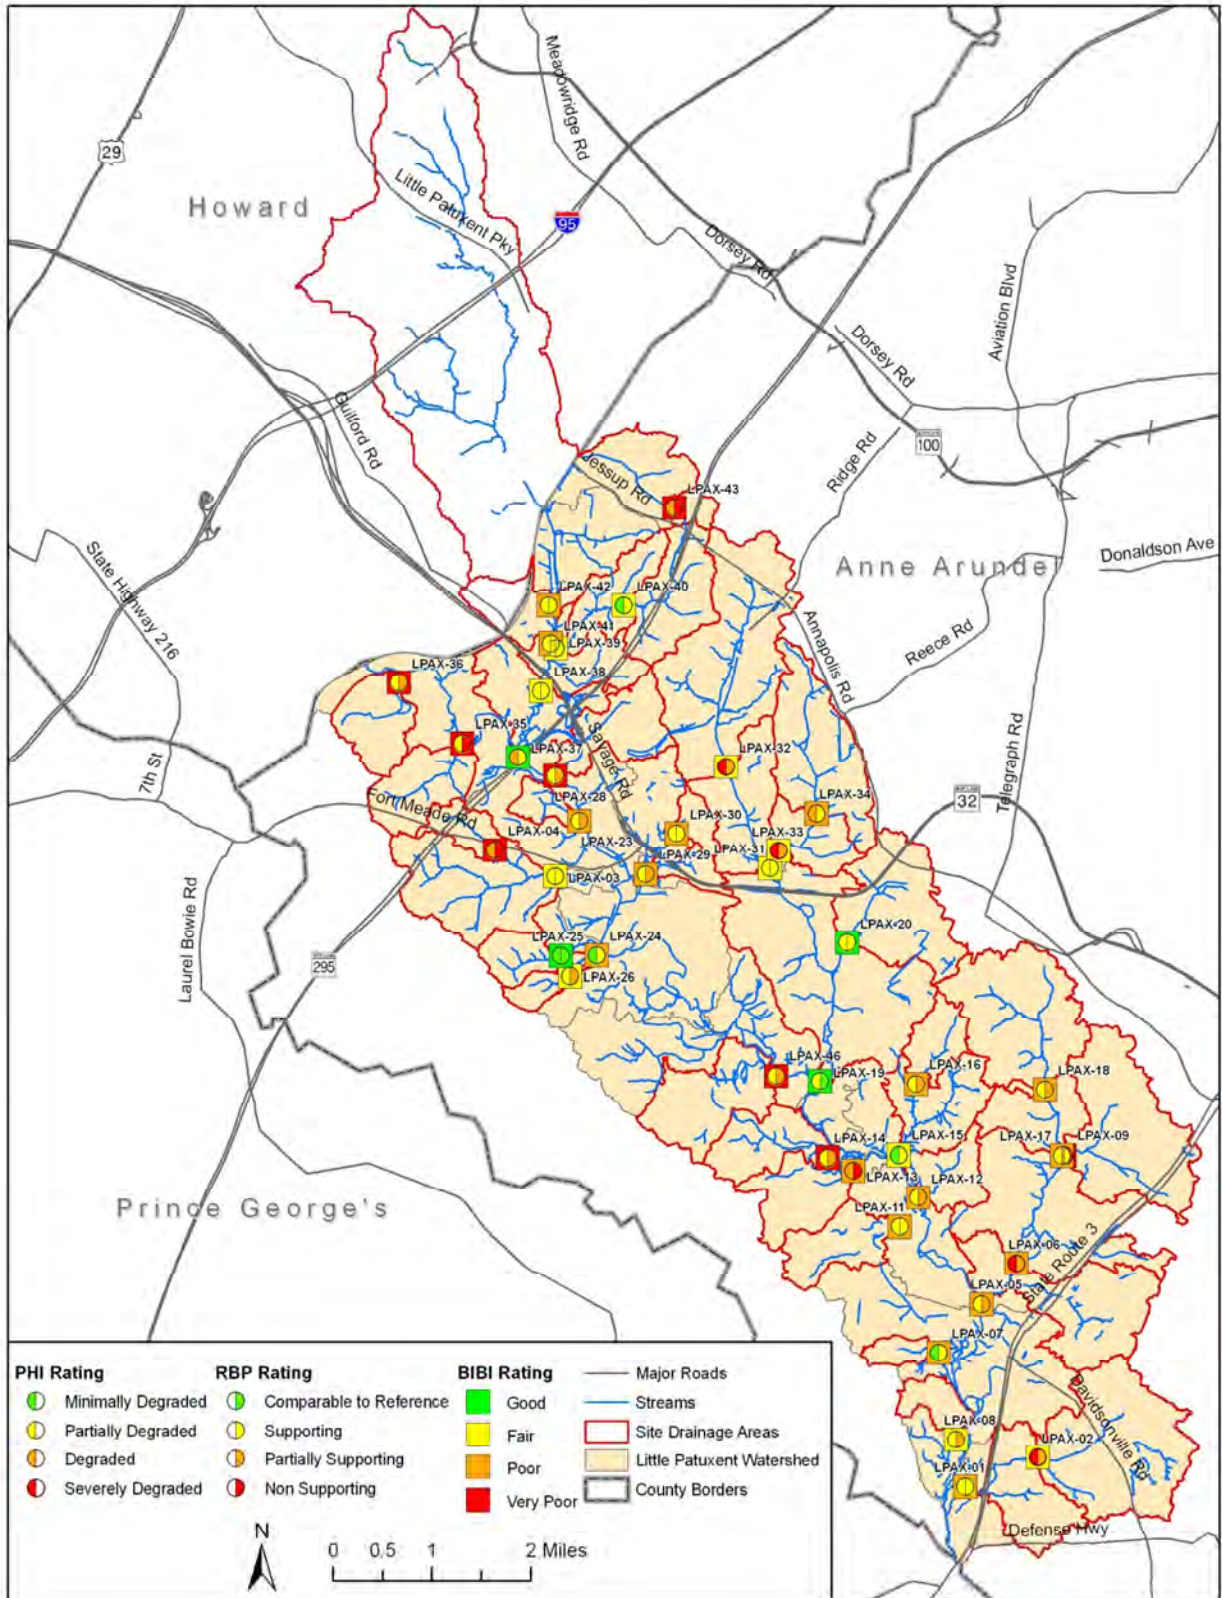 Meadowridge Rd
29
Howard
Little Patuxent Pky
95
Dorsey Rd
Aviation Blvd
Dorsey Rd
Guilford Rd
100
Ridge Rd
Jessup Rd
LPAX-43
Donaldson Ave
Anne Arundel
State Highway 216
LPAX-42
LPAX-40
Annapolis Rd
Reece Rd
LPAX-41
LPAX-39
LPAX-36
LPAX-38
Savage Rd
Telegraph Rd
LPAX-35
LPAX-37
LPAX-32
7th St
Fort Meade Rd
LPAX-28
LPAX-34
32
LPAX-04
LPAX-23
LPAX-30
LPAX-33
LPAX-29
LPAX-31
LPAX-03
Laurel Bowie Rd
LPAX-20
LPAX-25
LPAX-24
295
LPAX-26
LPAX-46
LPAX-19
LPAX-16
LPAX-18
LPAX-14
LPAX-15
LPAX-17
LPAX-09
LPAX-13
LPAX-12
Prince George's
LPAX-11
State Route 3
LPAX-06
LPAX-05
LPAX-07
Davidsonville Rd
LPAX-08
LPAX-02
LPAX-01
Defense Hwy
PHI Rating
Minimally Degraded
Partially Degraded
Degraded
Severely Degraded
RBP Rating
Comparable to Reference
Supporting
Partially Supporting
Non Supporting
BIBI Rating
Good
Fair
Poor
Very Poor
Major Roads
Streams
Site Drainage Areas
Little Patuxent Watershed
County Borders
N
0 0.5 1 2 Miles